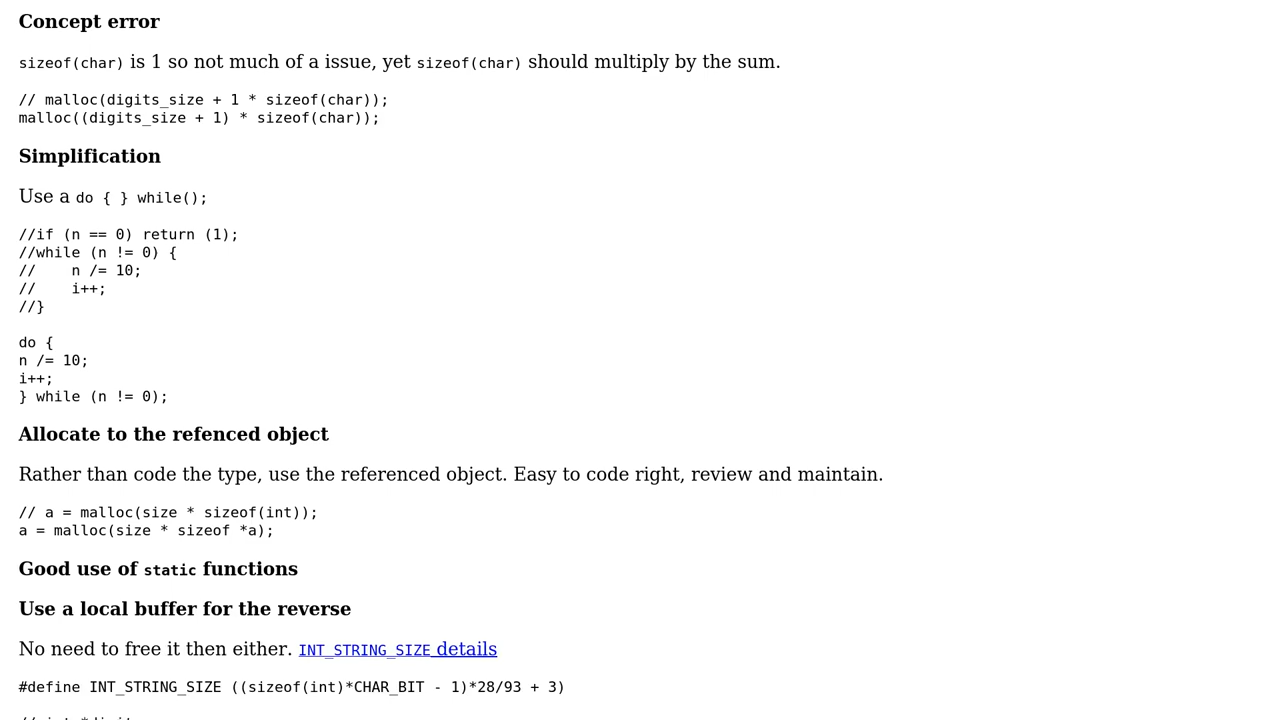 Concept error
sizeof(char) is 1 so not much of a issue, yet sizeof(char) should multiply by the sum.
// malloc(digits_size + 1 * sizeof(char));
malloc((digits_size + 1) * sizeof(char));
Simplification
Use a do { } while();
//if (n == 0) return (1);
//while (n != 0) {
//    n /= 10;
//    i++;
//}
do {
n /= 10;
i++;
} while (n != 0);
Allocate to the refenced object
Rather than code the type, use the referenced object. Easy to code right, review and maintain.
// a = malloc(size * sizeof(int));
a = malloc(size * sizeof *a);
Good use of static functions
Use a local buffer for the reverse
No need to free it then either. INT_STRING_SIZE details
#define INT_STRING_SIZE ((sizeof(int)*CHAR_BIT - 1)*28/93 + 3)